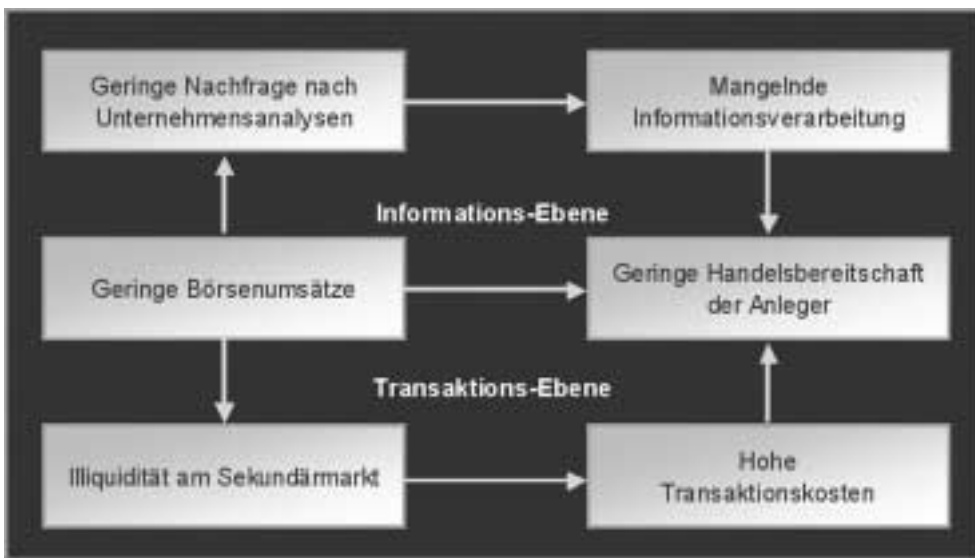 Geringe Nachfrage nach
Unternehmensanalysen
Mangelnde
Informationsverarbeitung
Informations-Ebene
Geringe Börsenumsätze
Geringe Handelsbereitschaft
der Anleger
Transaktions-Ebene
Illiquidität am Sekundärmarkt
Hohe
Transaktionskosten